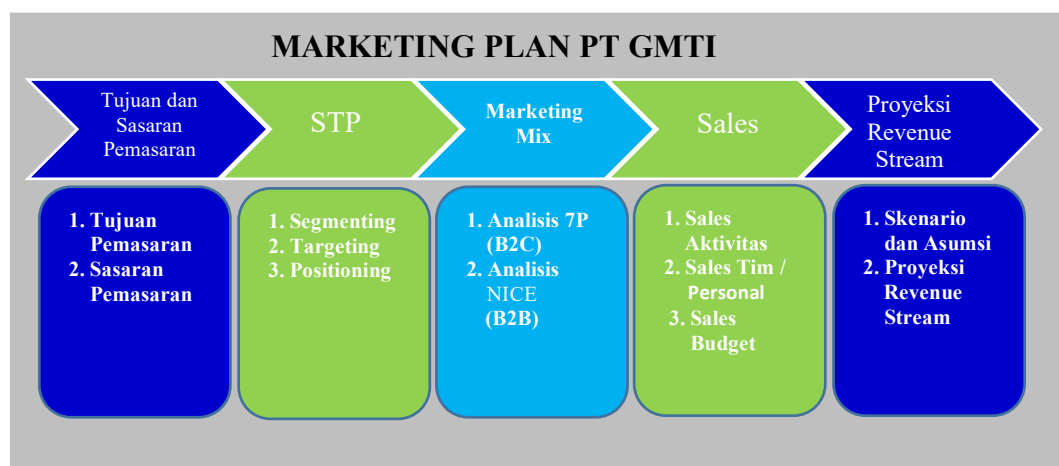 MARKETING PLAN PT GMTI
Tujuan dan
Sasaran
Pemasaran
STP
Marketing
Mix
Sales
Proyeksi
Revenue
Stream
1. Tujuan
Pemasaran
2. Sasaran
Pemasaran
1. Segmenting
2. Targeting
3. Positioning
1. Analisis 7P
(B2C)
2. Analisis
NICE
(B2B)
1. Sales
Aktivitas
2. Sales Tim /
Personal
3. Sales
Budget
1. Skenario
dan Asumsi
2. Proyeksi
Revenue
Stream